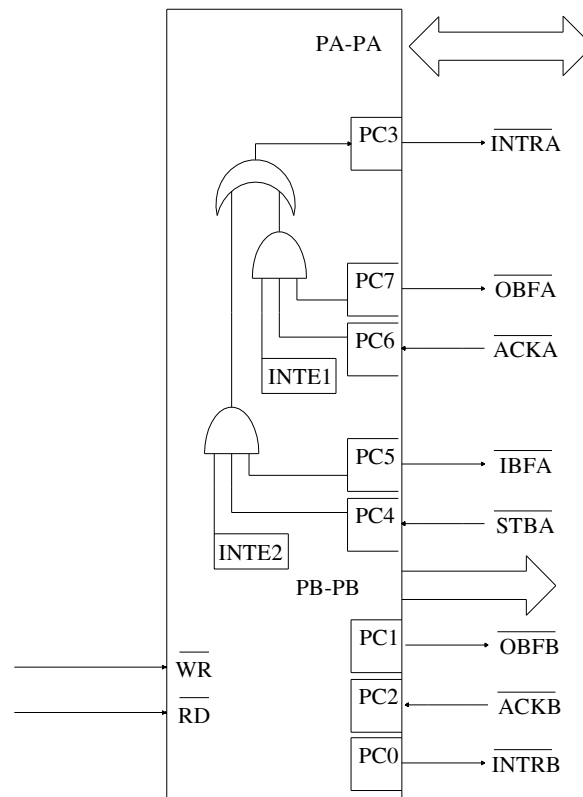 PA-PA
PC3 INTRA
PC7 OBFA
PC6 ACKA
INTE1
PC5 IBFA
PC4 STBA
INTE2
PB-PB
PC1 OBFB
WR
PC2 ACKB
RD
PC0 INTRB